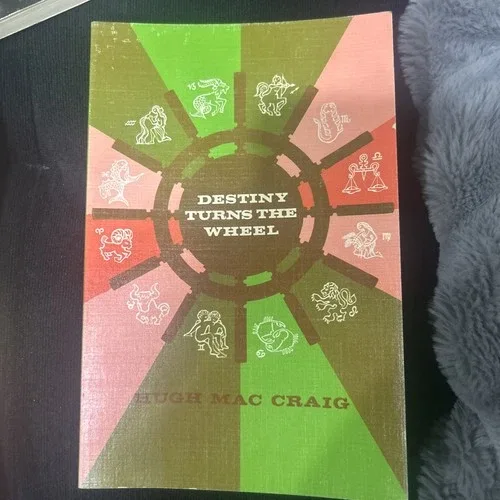 DESTINY
TURNS THE
WHEEL
HUGH MAC CRAIG